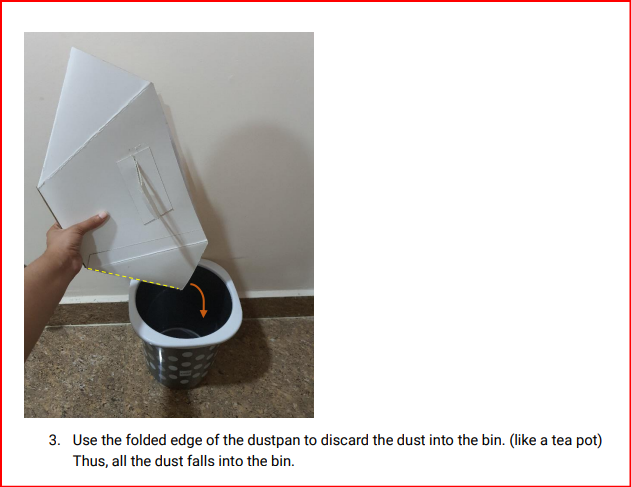 3. Use the folded edge of the dustpan to discard the dust into the bin. (like a tea pot)
Thus, all the dust falls into the bin.